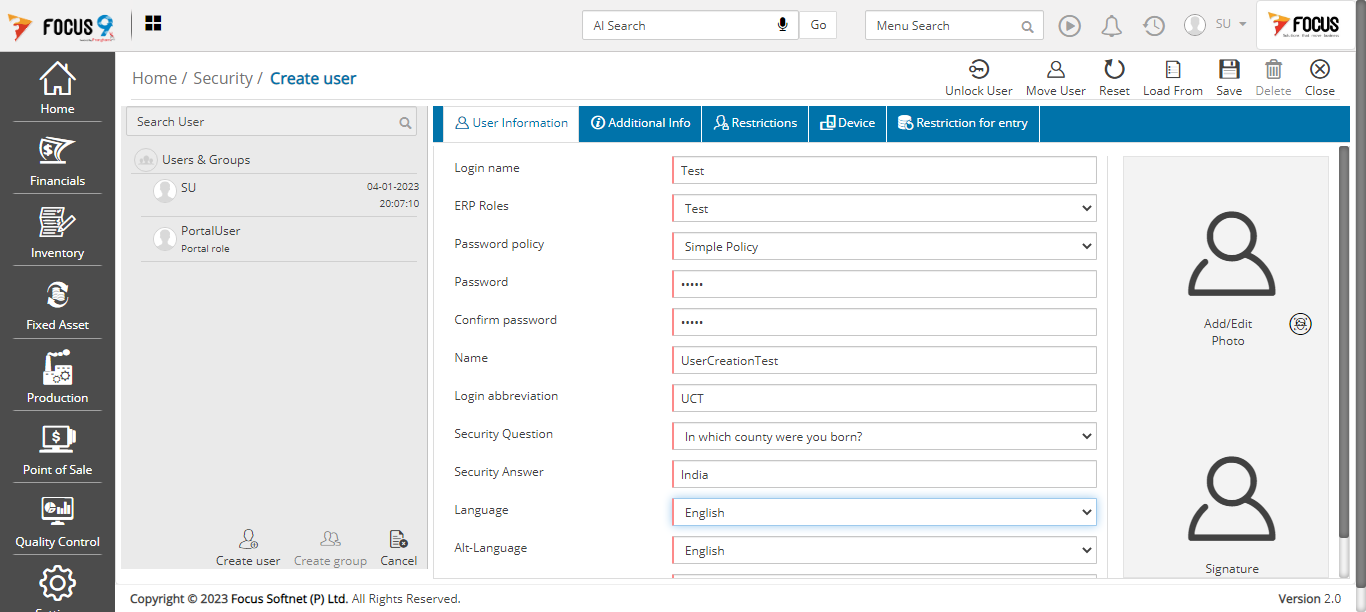 FOCUS 9
AI Search
Go
Menu Search
SU
FOCUS
Home / Security / Create user
Unlock User
Move User
Reset
Load From
Save
Delete
Close
Home
Financials
Inventory
Fixed Asset
Production
Point of Sale
Quality Control
Search User
Users & Groups
SU
04-01-2023
20:07:10
PortalUser
Portal role
Create user
Create group
Cancel
User Information
Additional Info
Restrictions
Device
Restriction for entry
Login name
Test
ERP Roles
Test
Password policy
Simple Policy
Password
•••••
Confirm password
•••••
Name
UserCreationTest
Login abbreviation
UCT
Security Question
In which county were you born?
Security Answer
India
Language
English
Alt-Language
English
Add/Edit
Photo
Signature
Copyright © 2023 Focus Softnet (P) Ltd. All Rights Reserved.
Version 2.0